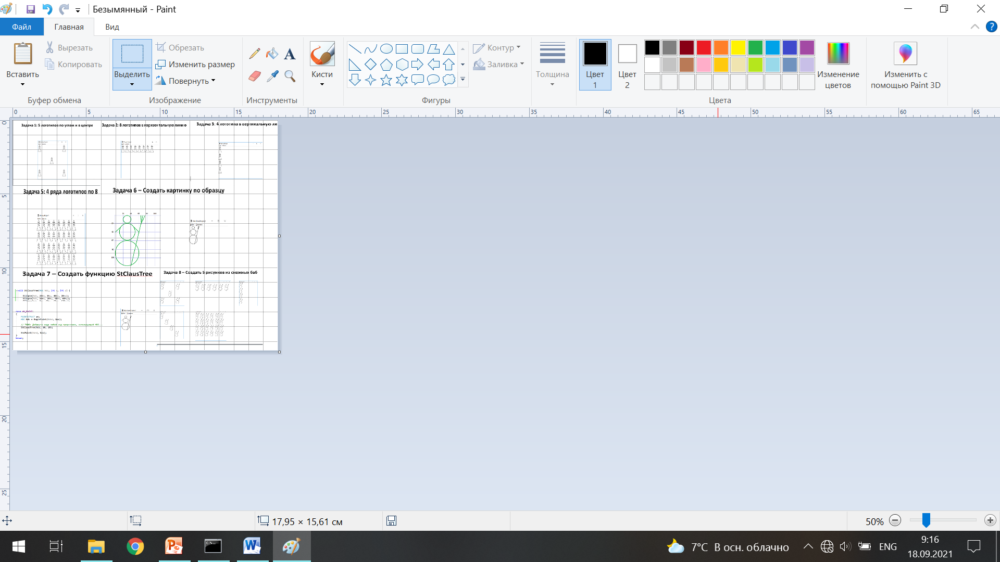 Безымянный - Paint
Файл
Главная
Вид
Вставить
Вырезать
Копировать
Буфер обмена
Выделить
Обрезать
Изменить размер
Повернуть
Изображение
Инструменты
Кисти
Фигуры
Контур
Заливка
Толщина
Цвет 1
Цвет 2
Цвета
Изменение цветов
Изменить с помощью Paint 3D
0 5 10 15 20 25 30 35 40 45 50 55 60 65
0
5
10
15
20
25
Задача 1: 5 логотипов по углам и в центре
Задача 2: 8 логотипов в горизонтальную линию
Задача 3: 4 логотипа в вертикальную ли
Задача 5: 4 ряда логотипов по 8
Задача 6 – Создать картинку по образцу
Задача 7 – Создать функцию StClausTree
Задача 8 – Создать 5 рисунков из снежных баб
17,95 × 15,61 см
50%
7°C В осн. облачно
ENG
9:16
18.09.2021